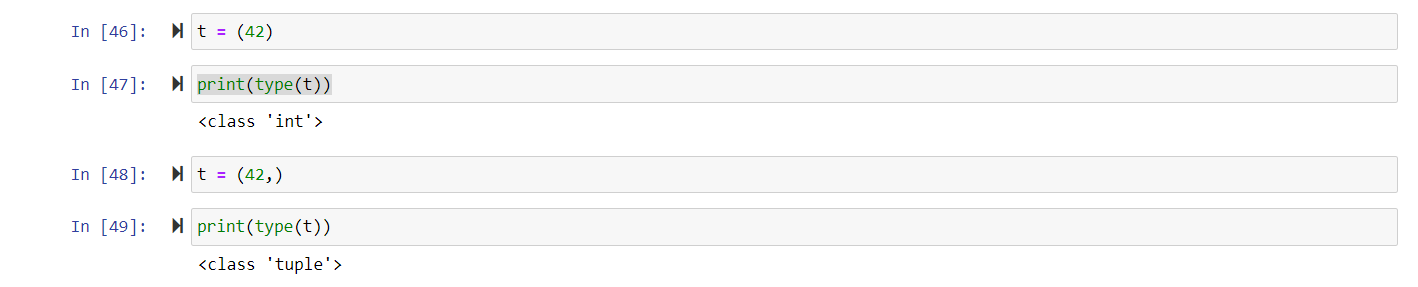 In [46]: t = (42)
In [47]: print(type(t))
<class 'int'>
In [48]: t = (42,)
In [49]: print(type(t))
<class 'tuple'>